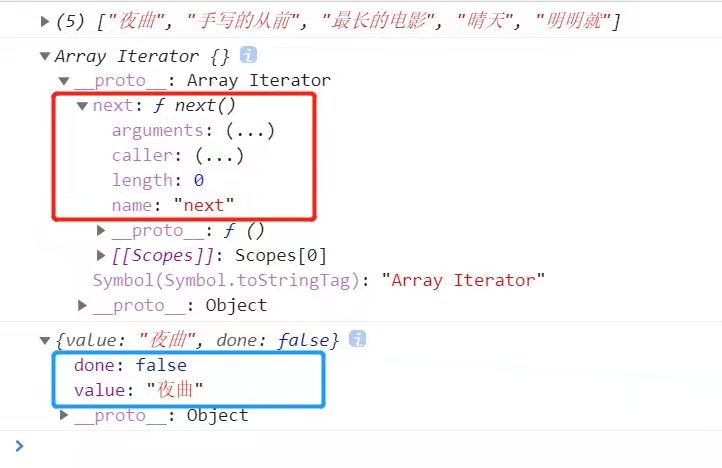 (5) ["夜曲", "手写的从前", "最长的电影", "晴天", "明明就"]
Array Iterator {}
__proto__: Array Iterator
next: ƒ next()
arguments: (...)
caller: (...)
length: 0
name: "next"
__proto__: ƒ ()
[[Scopes]]: Scopes[0]
Symbol(Symbol.toStringTag): "Array Iterator"
__proto__: Object
{value: "夜曲", done: false}
done: false
value: "夜曲"
__proto__: Object